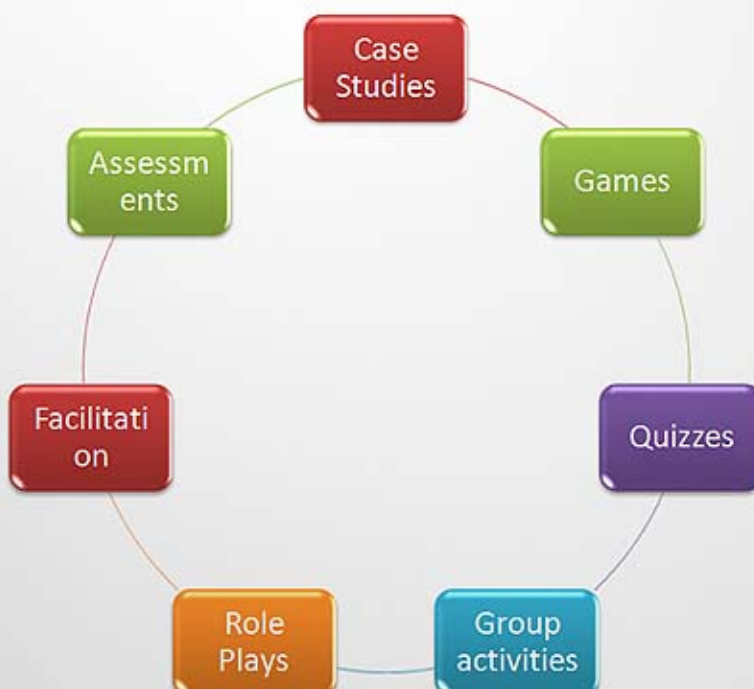 Case
Studies
Games
Quizzes
Group
activities
Role
Plays
Facilitati
on
Assessm
ents